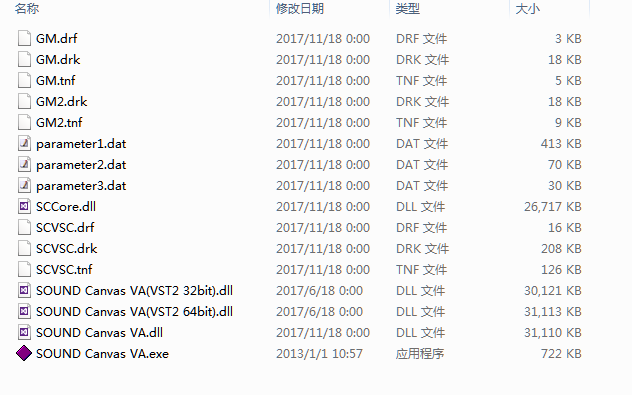 名称 修改日期 类型 大小
GM.drf 2017/11/18 0:00 DRF 文件 3 KB
GM.drk 2017/11/18 0:00 DRK 文件 18 KB
GM.tnf 2017/11/18 0:00 TNF 文件 5 KB
GM2.drk 2017/11/18 0:00 DRK 文件 18 KB
GM2.tnf 2017/11/18 0:00 TNF 文件 9 KB
parameter1.dat 2017/11/18 0:00 DAT 文件 413 KB
parameter2.dat 2017/11/18 0:00 DAT 文件 70 KB
parameter3.dat 2017/11/18 0:00 DAT 文件 30 KB
SCCore.dll 2017/11/18 0:00 DLL 文件 26,717 KB
SCVSC.drf 2017/11/18 0:00 DRF 文件 16 KB
SCVSC.drk 2017/11/18 0:00 DRK 文件 208 KB
SCVSC.tnf 2017/11/18 0:00 TNF 文件 126 KB
SOUND Canvas VA(VST2 32bit).dll 2017/6/18 0:00 DLL 文件 30,121 KB
SOUND Canvas VA(VST2 64bit).dll 2017/6/18 0:00 DLL 文件 31,113 KB
SOUND Canvas VA.dll 2017/11/18 0:00 DLL 文件 31,110 KB
SOUND Canvas VA.exe 2013/1/1 10:57 应用程序 722 KB